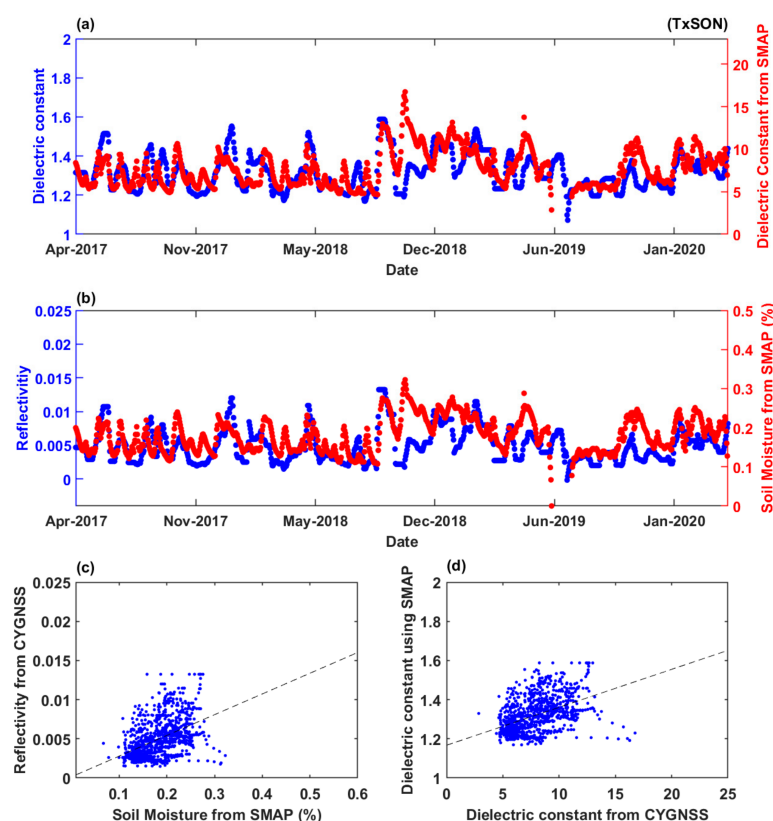 (a) (TxSON)
Dielectric constant
2
1.8
1.6
1.4
1.2
1
20
15
10
5
0
Dielectric Constant from SMAP
Apr-2017 Nov-2017 May-2018 Dec-2018 Jun-2019 Jan-2020
Date
(b)
Reflectivity
0.025
0.02
0.015
0.01
0.005
0
0.5
0.4
0.3
0.2
0.1
0
Soil Moisture from SMAP (%)
Apr-2017 Nov-2017 May-2018 Dec-2018 Jun-2019 Jan-2020
Date
(c)
Reflectivity from CYGNSS
0.025
0.02
0.015
0.01
0.005
0
0.1 0.2 0.3 0.4 0.5 0.6
Soil Moisture from SMAP (%)
(d)
Dielectric constant using SMAP
2
1.8
1.6
1.4
1.2
1
0 5 10 15 20 25
Dielectric constant from CYGNSS